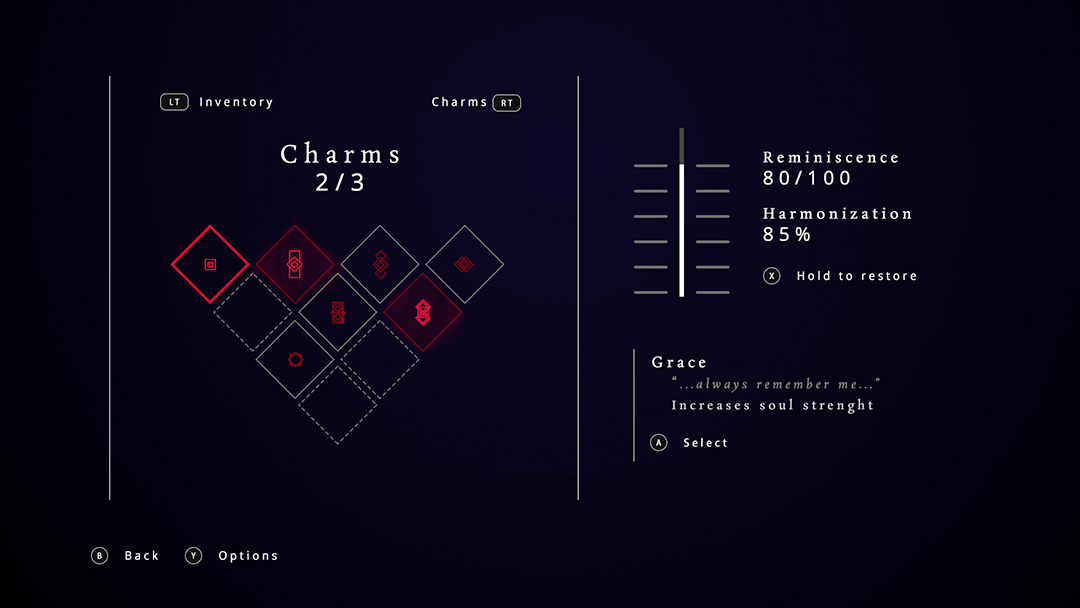 LT Inventory
Charms RT
Charms
2/3
Reminiscence
80/100
Harmonization
85%
X Hold to restore
Grace
“...always remember me...”
Increases soul strenght
A Select
B Back
Y Options